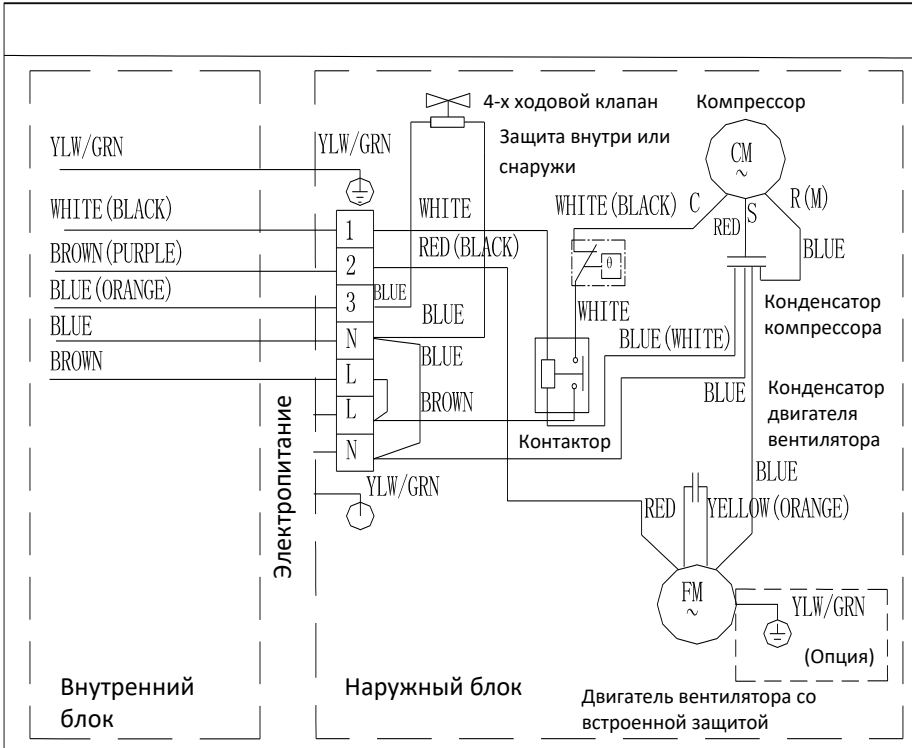 4-х ходовой клапан
Компрессор
Защита внутри или
снаружи
YLW/GRN
YLW/GRN
CM
~
WHITE(BLACK)
WHITE
WHITE(BLACK)
C
S
R(M)
1
RED
BROWN(PURPLE)
RED(BLACK)
BLUE
2
θ
BLUE(ORANGE)
BLUE
3
WHITE
Конденсатор
компрессора
BLUE
BLUE
N
BLUE(WHITE)
BROWN
BLUE
L
BROWN
BLUE
Конденсатор
двигателя
вентилятора
L
Контактор
N
Электропитание
YLW/GRN
BLUE
RED
YELLOW(ORANGE)
FM
~
YLW/GRN
(Опция)
Внутренний
блок
Наружный блок
Двигатель вентилятора со
встроенной защитой